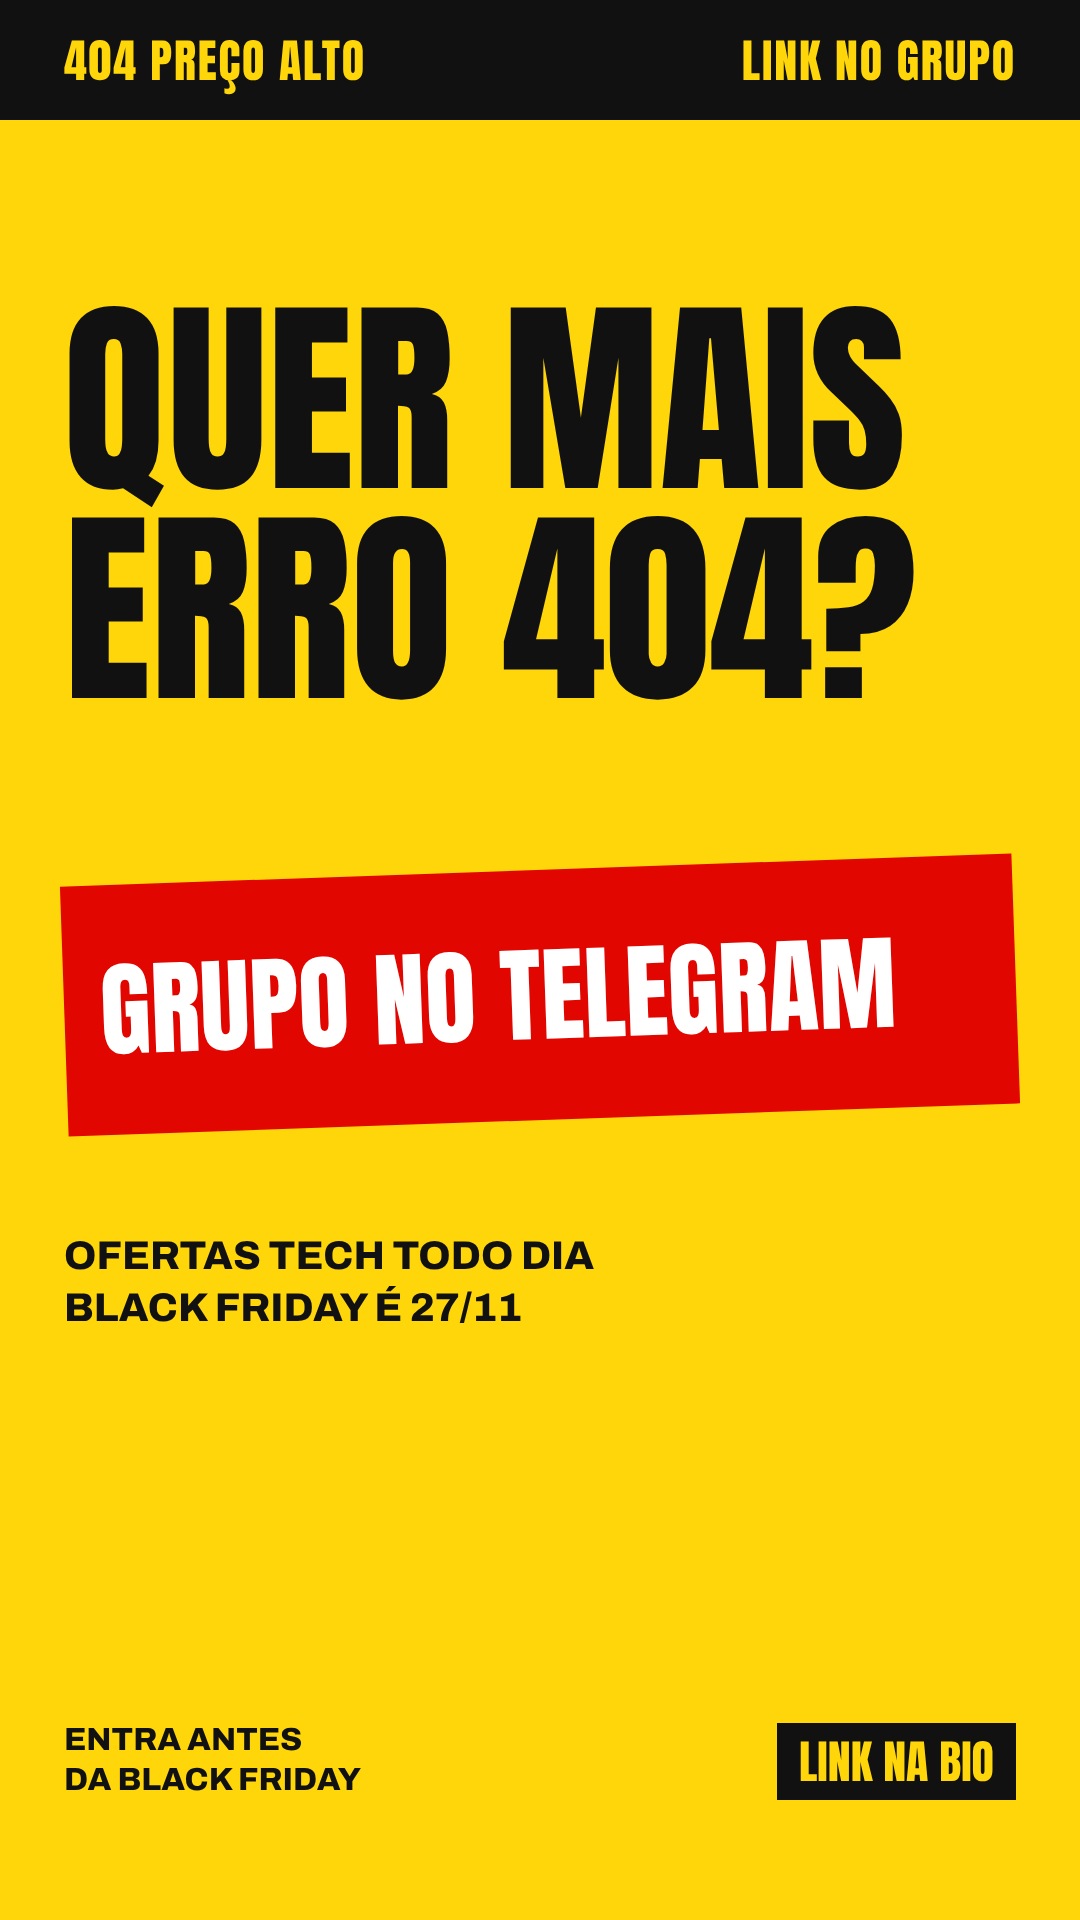 404 PREÇO ALTO
LINK NO GRUPO
QUER MAIS
ERRO 404?
GRUPO NO TELEGRAM
OFERTAS TECH TODO DIA
BLACK FRIDAY É 27/11
ENTRA ANTES
DA BLACK FRIDAY
LINK NA BIO